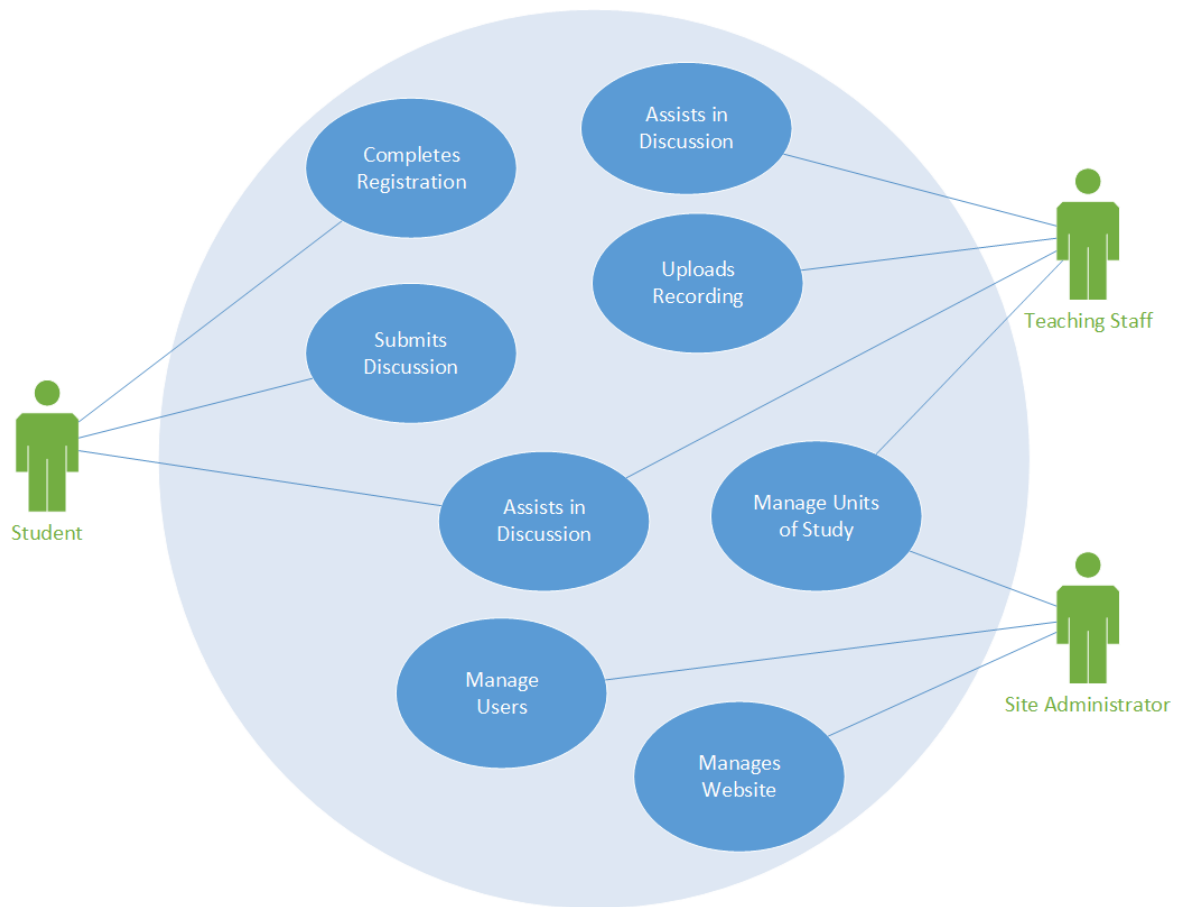 Assists in
Discussion
Completes
Registration
Uploads
Recording
Teaching Staff
Submits
Discussion
Student
Assists in
Discussion
Manage Units
of Study
Manage
Users
Site Administrator
Manages
Website